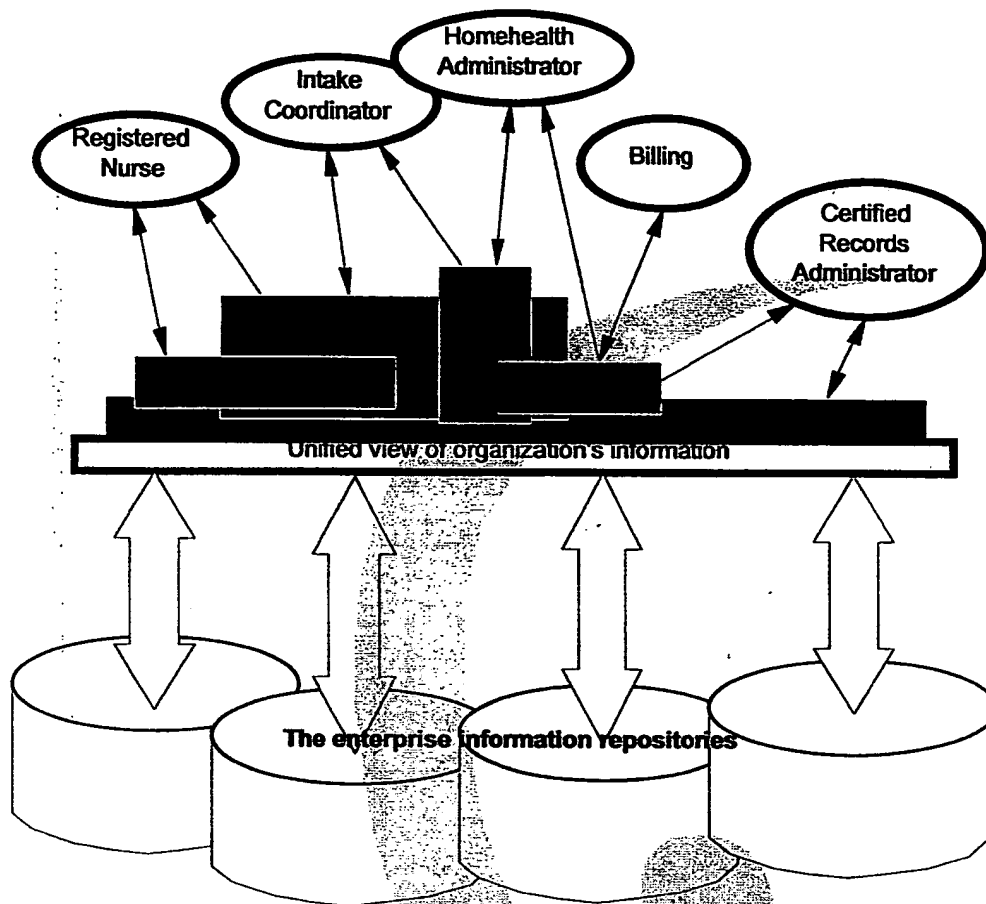 Homehealth
Administrator
Intake
Coordinator
Registered
Nurse
Billing
Certified
Records
Administrator
Unified view of organization's information
The enterprise information repositories